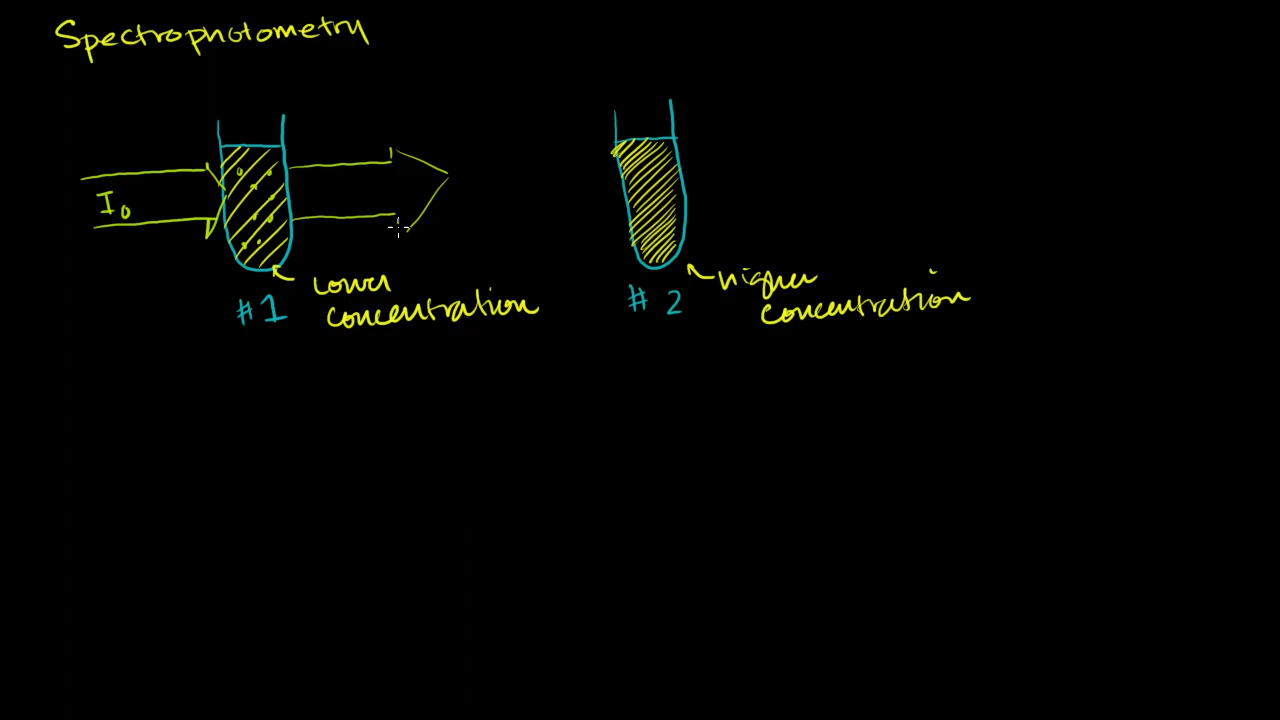 Spectrophotometry
I0
#1
Lower
concentration
#2
higher
concentration